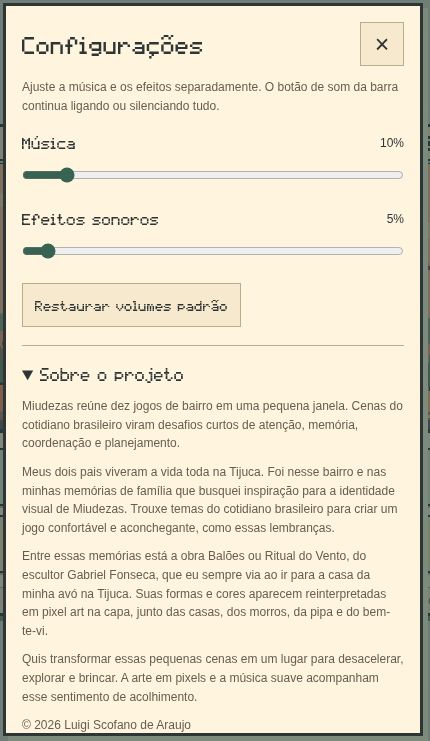 Configurações
×
Ajuste a música e os efeitos separadamente. O botão de som da barra
continua ligando ou silenciando tudo.
Música 10%
Efeitos sonoros 5%
Restaurar volumes padrão
▼ Sobre o projeto
Miudezas reúne dez jogos de bairro em uma pequena janela. Cenas do
cotidiano brasileiro viram desafios curtos de atenção, memória,
coordenação e planejamento.
Meus dois pais viveram a vida toda na Tijuca. Foi nesse bairro e nas
minhas memórias de família que busquei inspiração para a identidade
visual de Miudezas. Trouxe temas do cotidiano brasileiro para criar um
jogo confortável e aconchegante, como essas lembranças.
Entre essas memórias está a obra Balões ou Ritual do Vento, do
escultor Gabriel Fonseca, que eu sempre via ao ir para a casa da
minha avó na Tijuca. Suas formas e cores aparecem reinterpretadas
em pixel art na capa, junto das casas, dos morros, da pipa e do bem-
te-vi.
Quis transformar essas pequenas cenas em um lugar para desacelerar,
explorar e brincar. A arte em pixels e a música suave acompanham
esse sentimento de acolhimento.
© 2026 Luigi Scofano de Araujo